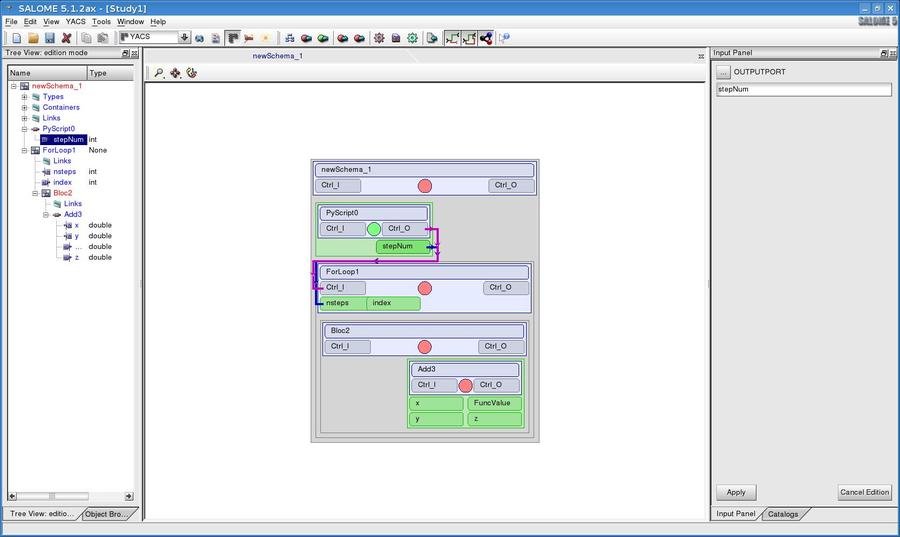 SALOME 5.1.2ax - [Study1]
File Edit View YACS Tools Window Help
YACS
SALOME 5
Tree View: edition mode
Name Type
newSchema_1
Types
Containers
Links
PyScript0
stepNum int
ForLoop1 None
Links
nsteps int
index int
Bloc2
Links
Add3
x double
y double
... double
z double
Tree View: editio... Object Bro...
newSchema_1
newSchema_1
Ctrl_I Ctrl_O
PyScript0
Ctrl_I Ctrl_O
stepNum
ForLoop1
Ctrl_I Ctrl_O
nsteps index
Bloc2
Ctrl_I Ctrl_O
Add3
Ctrl_I Ctrl_O
x FuncValue
y z
Input Panel
... OUTPUTPORT
stepNum
Apply Cancel Edition
Input Panel Catalogs